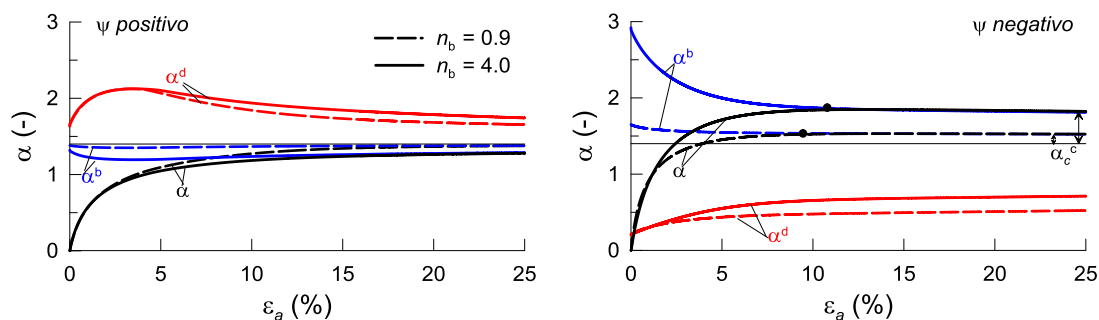 ψ positivo
n_b = 0.9
n_b = 4.0
α^d
α^b
α
α (-)
3
2
1
0
0 5 10 15 20 25
ε_a (%)
ψ negativo
α^b
α
α_c^c
α^d
α (-)
3
2
1
0
0 5 10 15 20 25
ε_a (%)